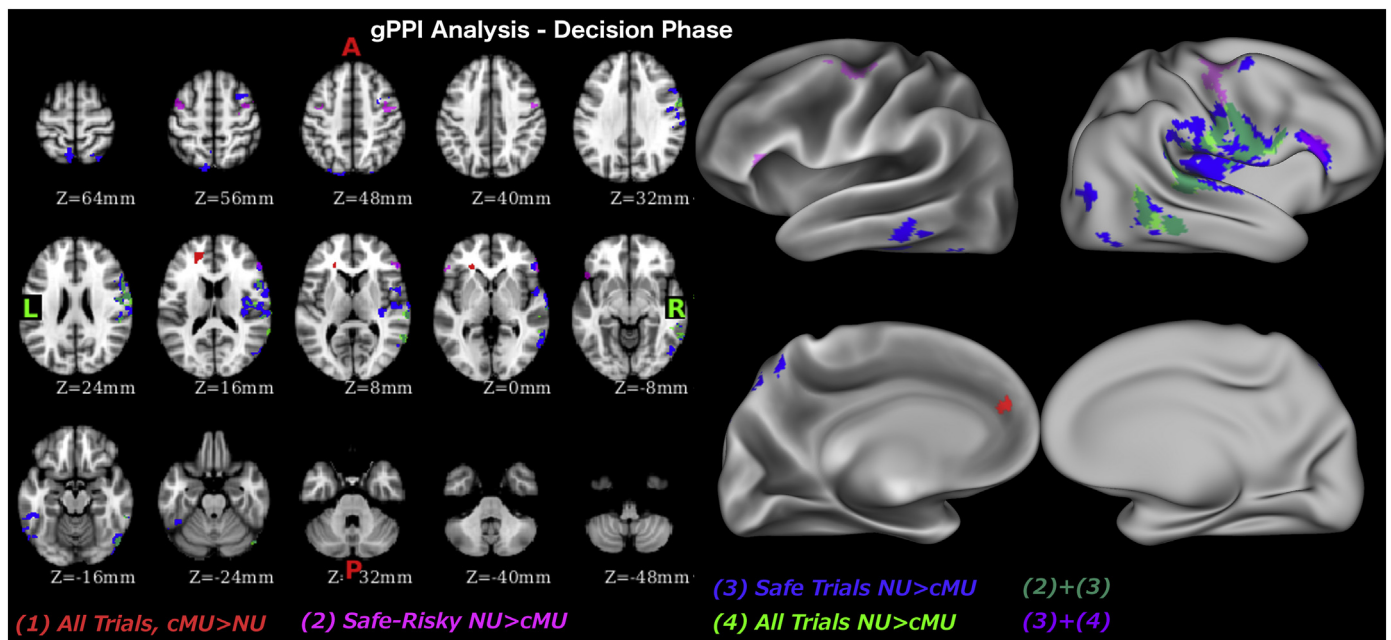 gPPI Analysis - Decision Phase
A
Z=64mm Z=56mm Z=48mm Z=40mm Z=32mm
L R
Z=24mm Z=16mm Z=8mm Z=0mm Z=-8mm
Z=-16mm Z=-24mm Z=-32mm Z=-40mm Z=-48mm
P
(3) Safe Trials NU>cMU (2)+(3)
(1) All Trials, cMU>NU (2) Safe-Risky NU>cMU (4) All Trials NU>cMU (3)+(4)